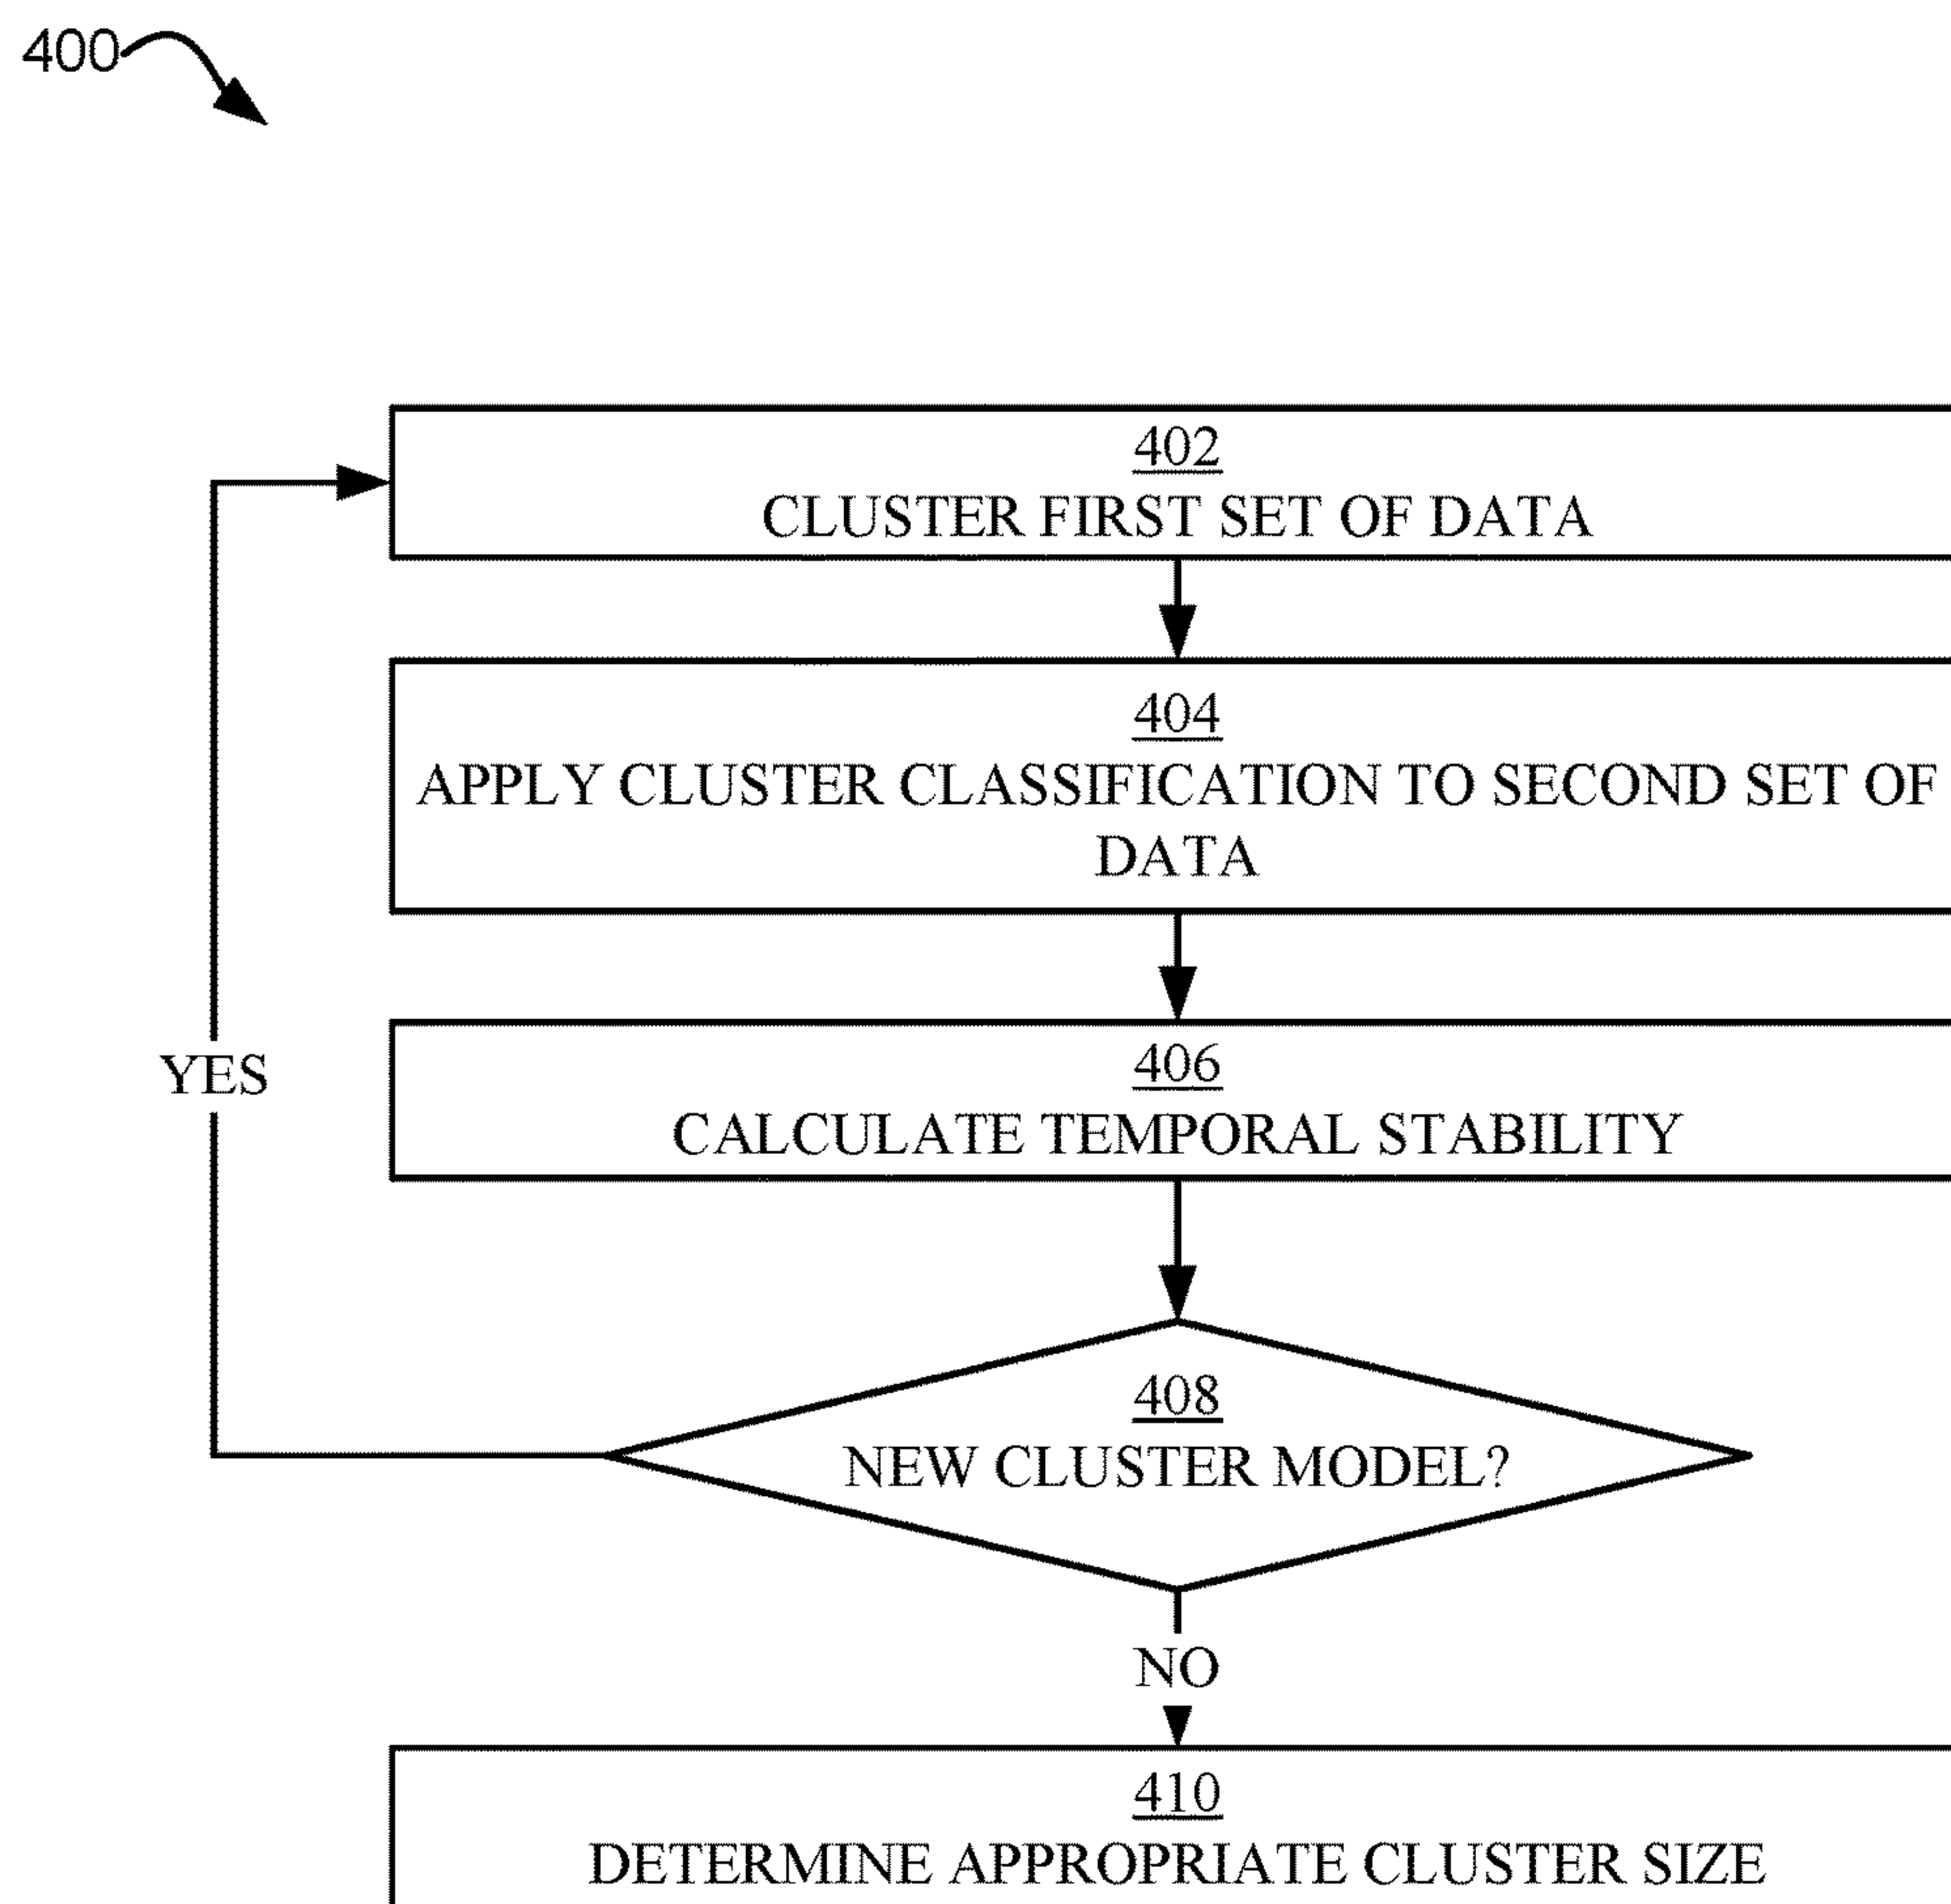 400
402
CLUSTER FIRST SET OF DATA
404
APPLY CLUSTER CLASSIFICATION TO SECOND SET OF
DATA
406
CALCULATE TEMPORAL STABILITY
YES
408
NEW CLUSTER MODEL?
NO
410
DETERMINE APPROPRIATE CLUSTER SIZE